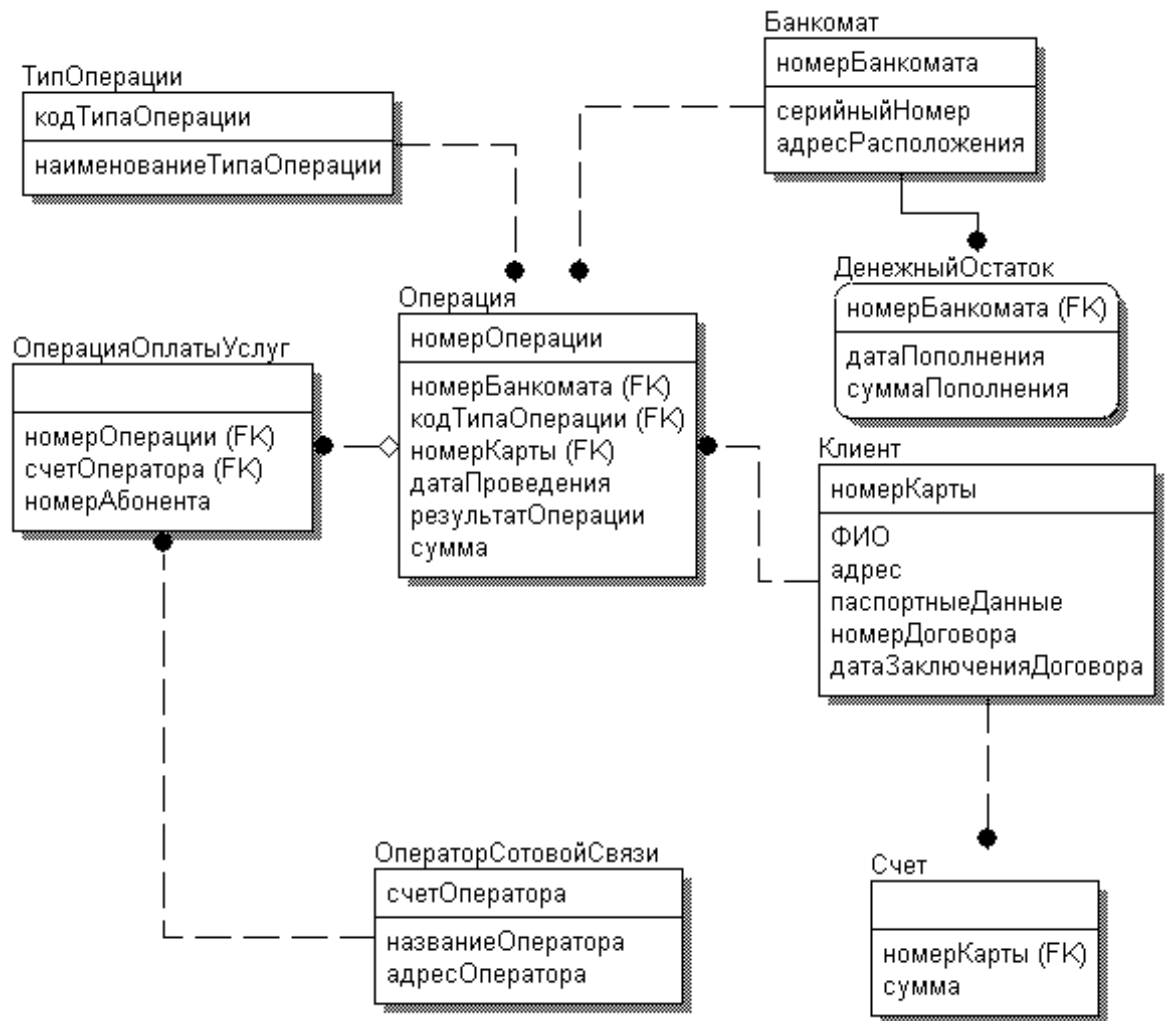 Банкомат
номерБанкомата
серийныйНомер
адресРасположения
ТипОперации
кодТипаОперации
наименованиеТипаОперации
ДенежныйОстаток
номерБанкомата (FK)
датаПополнения
суммаПополнения
Операция
номерОперации
номерБанкомата (FK)
кодТипаОперации (FK)
номерКарты (FK)
датаПроведения
результатОперации
сумма
ОперацияОплатыУслуг
номерОперации (FK)
счетОператора (FK)
номерАбонента
Клиент
номерКарты
ФИО
адрес
паспортныеДанные
номерДоговора
датаЗаключенияДоговора
ОператорСотовойСвязи
счетОператора
названиеОператора
адресОператора
Счет
номерКарты (FK)
сумма